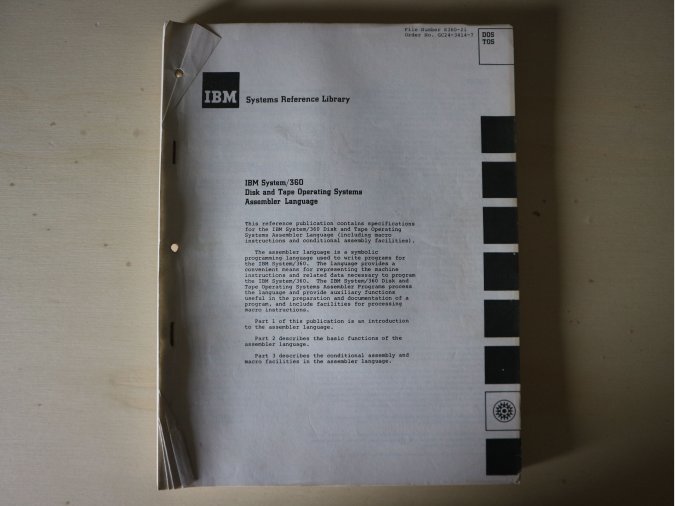 File Number S360-21
Order No. GC24-3414-7
DOS
TOS
IBM
Systems Reference Library
IBM System/360
Disk and Tape Operating Systems
Assembler Language
This reference publication contains specifications
for the IBM System/360 Disk and Tape Operating
Systems Assembler Language (including macro
instructions and conditional assembly facilities).
The assembler language is a symbolic
programming language used to write programs for
the IBM System/360. The language provides a
convenient means for representing the machine
instructions and related data necessary to program
the IBM System/360. The IBM System/360 Disk and
Tape Operating Systems Assembler Programs process
the language and provide auxiliary functions
useful in the preparation and documentation of a
program, and include facilities for processing
macro instructions.
Part 1 of this publication is an introduction
to the assembler language.
Part 2 describes the basic functions of the
assembler language.
Part 3 describes the conditional assembly and
macro facilities in the assembler language.